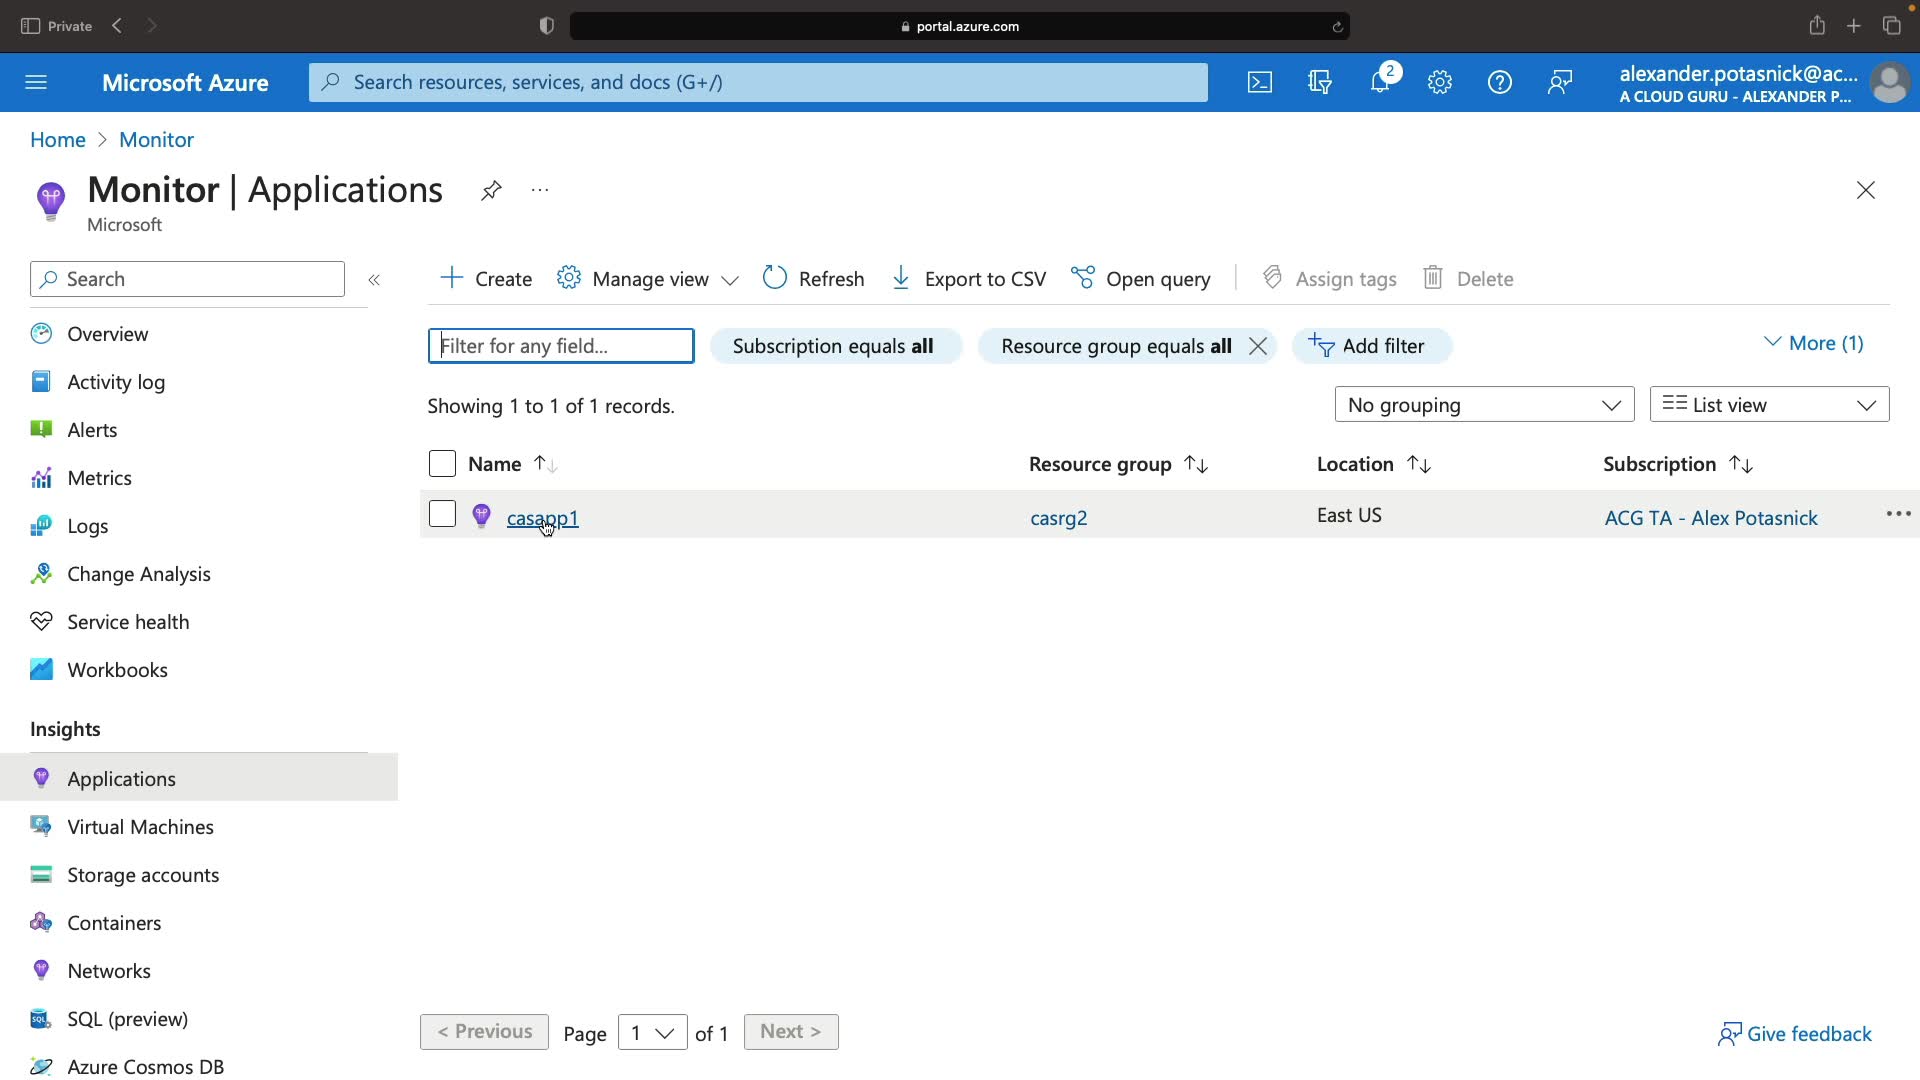 Private
portal.azure.com
Microsoft Azure
Search resources, services, and docs (G+/)
2
alexander.potasnick@ac...
A CLOUD GURU - ALEXANDER P...
Home > Monitor
Monitor | Applications
...
Microsoft
Search
«
Create
Manage view
Refresh
Export to CSV
Open query
Assign tags
Delete
Filter for any field...
Subscription equals all
Resource group equals all
Add filter
More (1)
Showing 1 to 1 of 1 records.
No grouping
List view
Name
Resource group
Location
Subscription
casapp1
casrg2
East US
ACG TA - Alex Potasnick
...
Overview
Activity log
Alerts
Metrics
Logs
Change Analysis
Service health
Workbooks
Insights
Applications
Virtual Machines
Storage accounts
Containers
Networks
SQL
SQL (preview)
Azure Cosmos DB
< Previous
Page
1
of 1
Next >
Give feedback